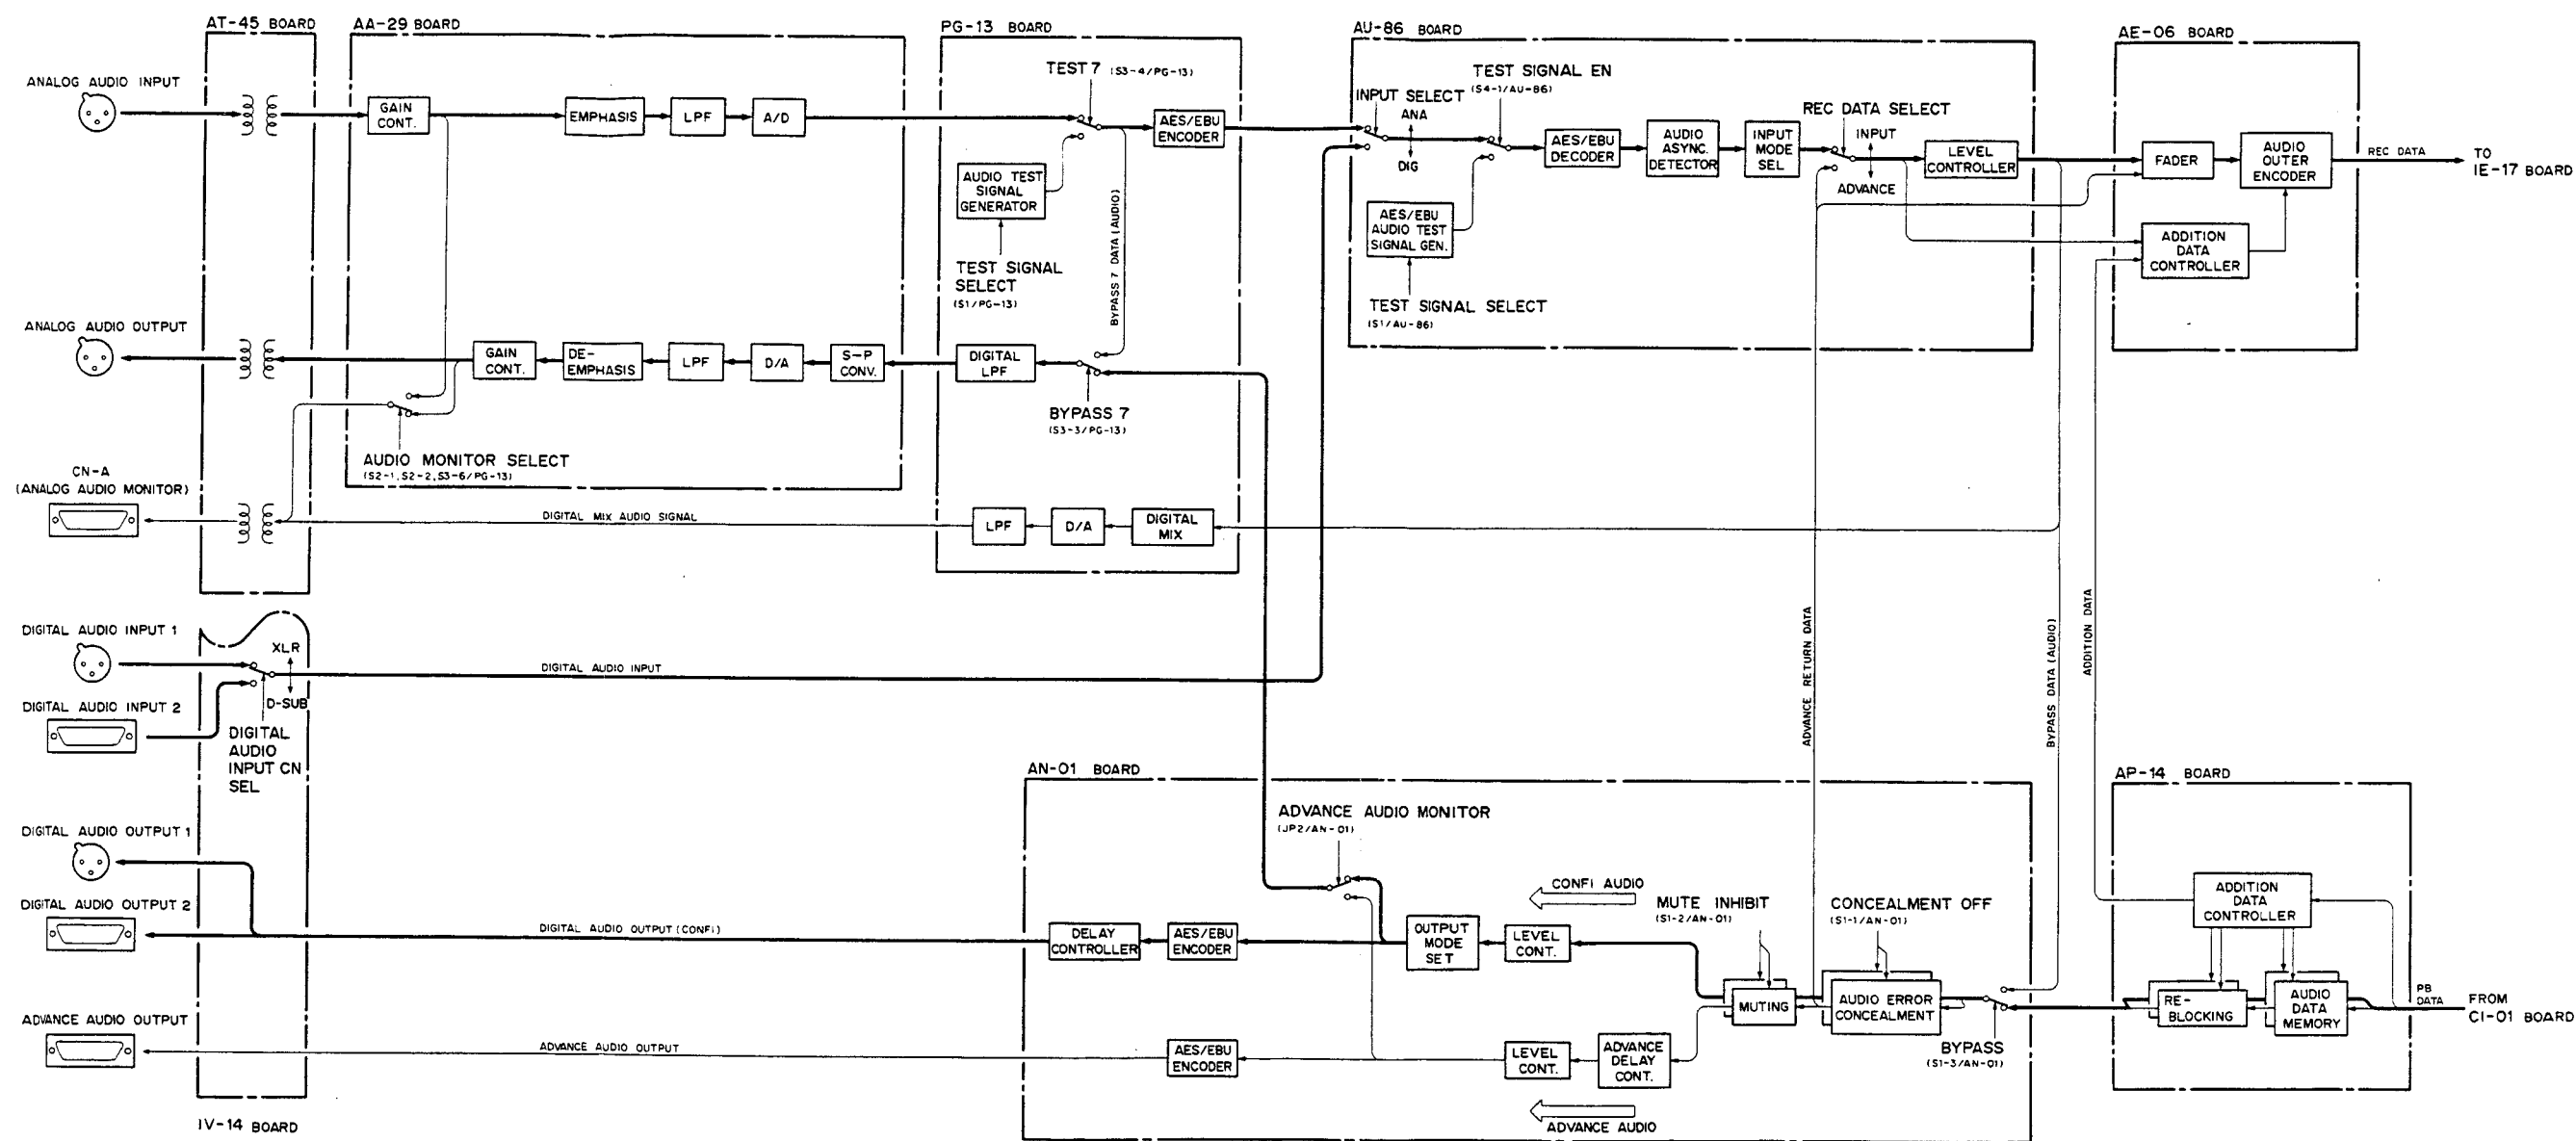 AT-45 BOARD
AA-29 BOARD
PG-13 BOARD
AU-86 BOARD
AE-06 BOARD
ANALOG AUDIO INPUT
GAIN
CONT.
EMPHASIS
LPF
A/D
TEST 7 (S3-4/PG-13)
AES/EBU
ENCODER
AUDIO TEST
SIGNAL
GENERATOR
TEST SIGNAL
SELECT
(S1/PG-13)
BYPASS 7 DATA (AUDIO)
INPUT SELECT
ANA
DIG
TEST SIGNAL EN
(S4-1/AU-86)
AES/EBU
DECODER
AUDIO
ASYNC.
DETECTOR
INPUT
MODE
SEL
REC DATA SELECT
INPUT
ADVANCE
LEVEL
CONTROLLER
AES/EBU
AUDIO TEST
SIGNAL GEN.
TEST SIGNAL SELECT
(S1/AU-86)
FADER
AUDIO
OUTER
ENCODER
REC DATA
TO
IE-17 BOARD
ADDITION
DATA
CONTROLLER
ANALOG AUDIO OUTPUT
GAIN
CONT.
DE-
EMPHASIS
LPF
D/A
S-P
CONV.
DIGITAL
LPF
BYPASS 7
(S3-3/PG-13)
AUDIO MONITOR SELECT
(S2-1, S2-2, S3-6/PG-13)
CN-A
(ANALOG AUDIO MONITOR)
DIGITAL MIX AUDIO SIGNAL
LPF
D/A
DIGITAL
MIX
DIGITAL AUDIO INPUT 1
XLR
D-SUB
DIGITAL AUDIO INPUT
DIGITAL AUDIO INPUT 2
DIGITAL
AUDIO
INPUT CN
SEL
ADVANCE RETURN DATA
BYPASS DATA (AUDIO)
ADDITION DATA
AN-01 BOARD
AP-14 BOARD
DIGITAL AUDIO OUTPUT 1
ADVANCE AUDIO MONITOR
(JP2/AN-01)
CONFI AUDIO
MUTE INHIBIT
(S1-2/AN-01)
CONCEALMENT OFF
(S1-1/AN-01)
ADDITION
DATA
CONTROLLER
DIGITAL AUDIO OUTPUT 2
DIGITAL AUDIO OUTPUT (CONFI)
DELAY
CONTROLLER
AES/EBU
ENCODER
OUTPUT
MODE
SET
LEVEL
CONT.
MUTING
AUDIO ERROR
CONCEALMENT
RE-
BLOCKING
AUDIO
DATA
MEMORY
PB
DATA
FROM
CI-01 BOARD
ADVANCE AUDIO OUTPUT
ADVANCE AUDIO OUTPUT
AES/EBU
ENCODER
LEVEL
CONT.
ADVANCE
DELAY
CONT.
BYPASS
(S1-3/AN-01)
ADVANCE AUDIO
IV-14 BOARD